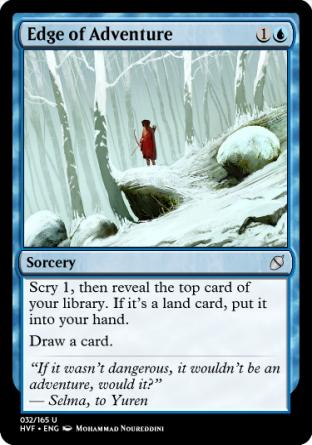 Edge of Adventure 1
Sorcery
Scry 1, then reveal the top card of
your library. If it's a land card, put it
into your hand.
Draw a card.
"If it wasn't dangerous, it wouldn't be an
adventure, would it?"
— Selma, to Yuren
032/165 U
HVF • ENG Mohammad Noureddini